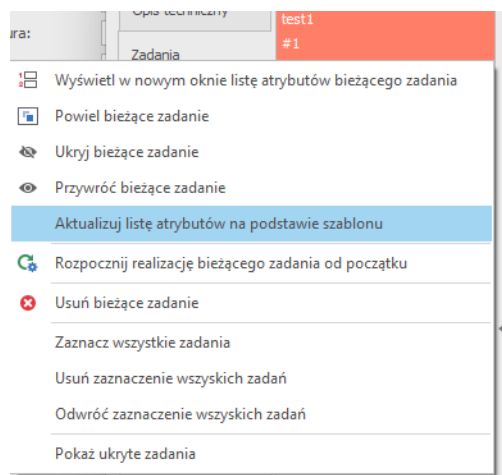 Opis techniczny
test1
ura:
#1
Zadania
Wyświetl w nowym oknie listę atrybutów bieżącego zadania
Powiel bieżące zadanie
Ukryj bieżące zadanie
Przywróć bieżące zadanie
Aktualizuj listę atrybutów na podstawie szablonu
Rozpocznij realizację bieżącego zadania od początku
Usuń bieżące zadanie
Zaznacz wszystkie zadania
Usuń zaznaczenie wszyskich zadań
Odwróć zaznaczenie wszyskich zadań
Pokaż ukryte zadania